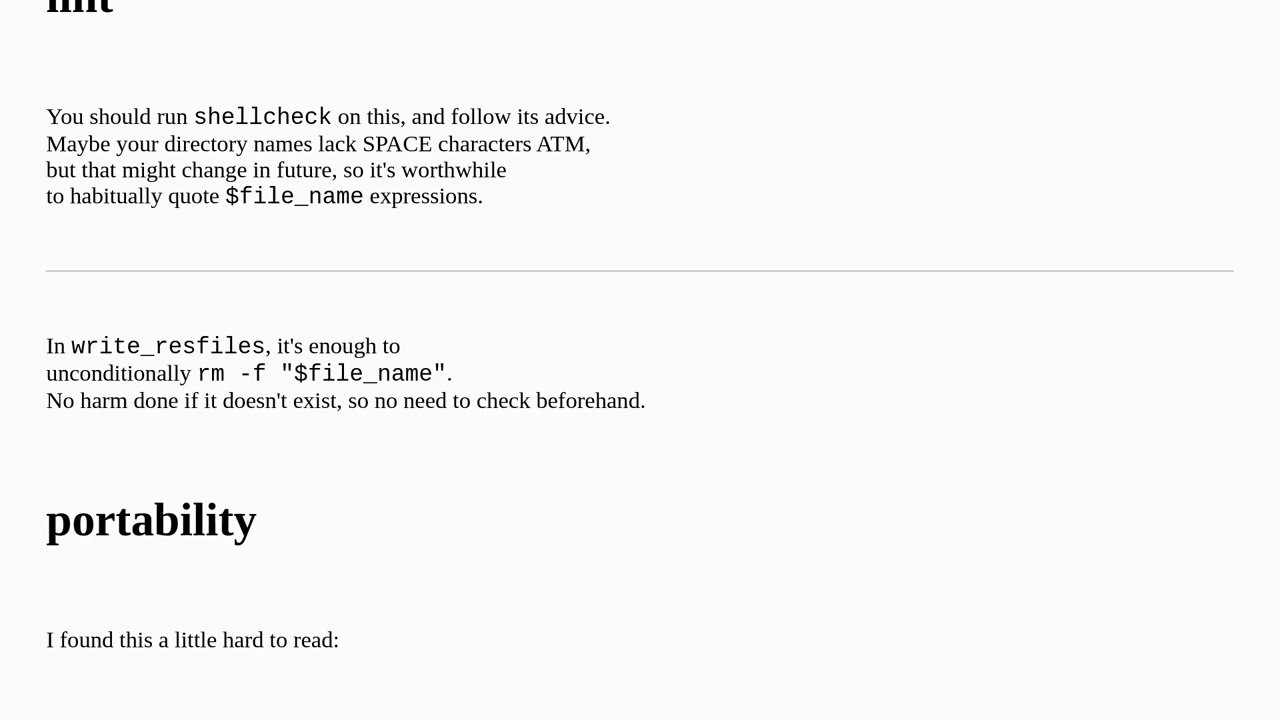 lint
You should run shellcheck on this, and follow its advice.
Maybe your directory names lack SPACE characters ATM,
but that might change in future, so it's worthwhile
to habitually quote $file_name expressions.
In write_resfiles, it's enough to
unconditionally rm -f "$file_name".
No harm done if it doesn't exist, so no need to check beforehand.
portability
I found this a little hard to read: